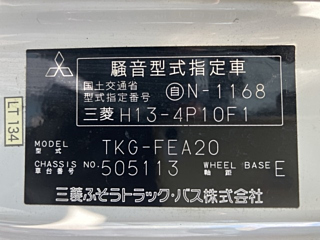 騒音型式指定車
国土交通省
型式指定番号 自N-1168
三菱 H13-4P10F1
MODEL
型式 TKG-FEA20
CHASSIS NO.
車台番号 505113 WHEEL BASE
軸距 E
三菱ふそうトラック・バス株式会社
LT134